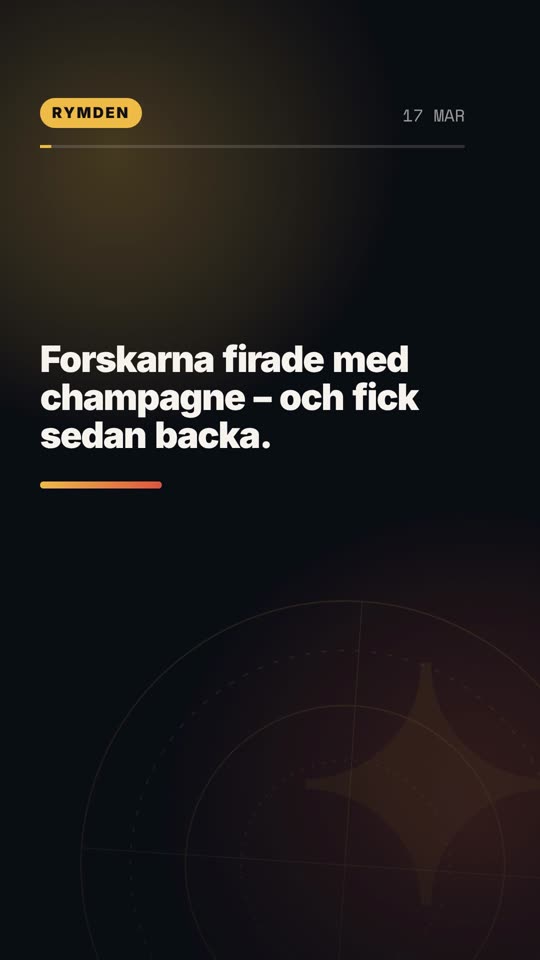 RYMDEN
17 MAR
Forskarna firade med
champagne – och fick
sedan backa.